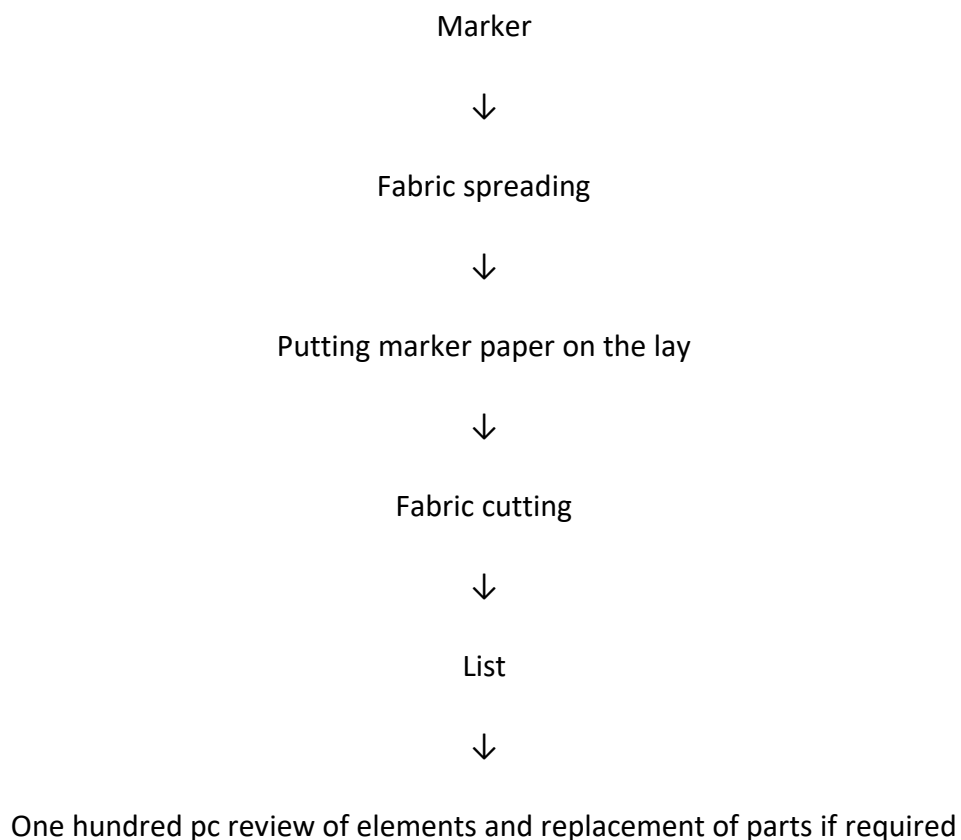 Marker
↓
Fabric spreading
↓
Putting marker paper on the lay
↓
Fabric cutting
↓
List
↓
One hundred pc review of elements and replacement of parts if required